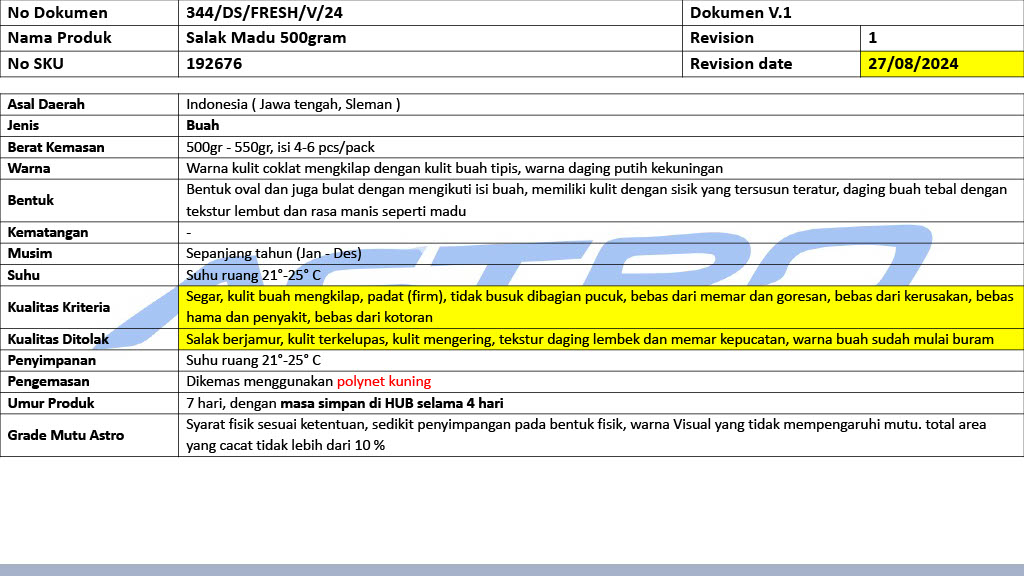 No Dokumen 344/DS/FRESH/V/24 Dokumen V.1
Nama Produk Salak Madu 500gram Revision 1
No SKU 192676 Revision date 27/08/2024
Asal Daerah Indonesia ( Jawa tengah, Sleman )
Jenis Buah
Berat Kemasan 500gr - 550gr, isi 4-6 pcs/pack
Warna Warna kulit coklat mengkilap dengan kulit buah tipis, warna daging putih kekuningan
Bentuk Bentuk oval dan juga bulat dengan mengikuti isi buah, memiliki kulit dengan sisik yang tersusun teratur, daging buah tebal dengan
tekstur lembut dan rasa manis seperti madu
Kematangan -
Musim Sepanjang tahun (Jan - Des)
Suhu Suhu ruang 21°-25° C
Kualitas Kriteria Segar, kulit buah mengkilap, padat (firm), tidak busuk dibagian pucuk, bebas dari memar dan goresan, bebas dari kerusakan, bebas
hama dan penyakit, bebas dari kotoran
Kualitas Ditolak Salak berjamur, kulit terkelupas, kulit mengering, tekstur daging lembek dan memar kepucatan, warna buah sudah mulai buram
Penyimpanan Suhu ruang 21°-25° C
Pengemasan Dikemas menggunakan polynet kuning
Umur Produk 7 hari, dengan masa simpan di HUB selama 4 hari
Grade Mutu Astro Syarat fisik sesuai ketentuan, sedikit penyimpangan pada bentuk fisik, warna Visual yang tidak mempengaruhi mutu. total area
yang cacat tidak lebih dari 10 %
ASTRO